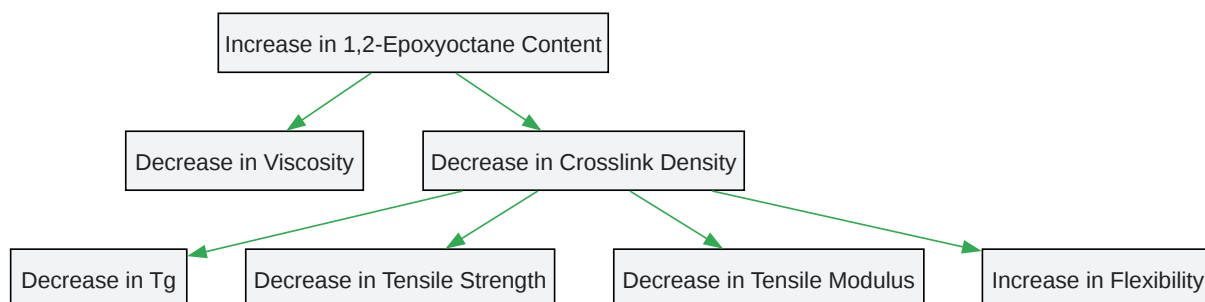 Increase in 1,2-Epoxyoctane Content
Decrease in Viscosity
Decrease in Crosslink Density
Decrease in Tg
Decrease in Tensile Strength
Decrease in Tensile Modulus
Increase in Flexibility